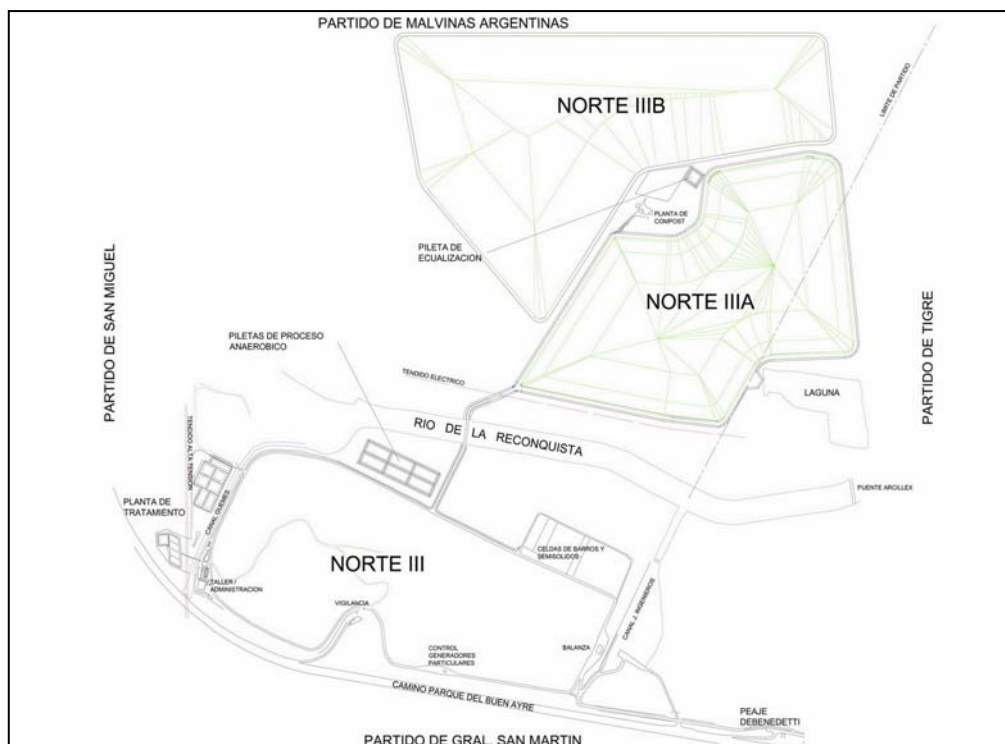 PARTIDO DE MALVINAS ARGENTINAS
NORTE IIIB
LIMITE DE PARTIDO
PLANTA DE
COMPOST
PILETA DE
ECUALIZACION
NORTE IIIA
PARTIDO DE SAN MIGUEL
PARTIDO DE TIGRE
PILETAS DE PROCESO
ANAEROBICO
TENDIDO ELECTRICO
LAGUNA
RIO DE LA RECONQUISTA
TENDIDO ALTA TENSION
PUENTE ARCILLEX
PLANTA DE
TRATAMIENTO
CANAL GUEMES
CELDAS DE BARROS Y
SEMISOLIDOS
NORTE III
TALLER /
ADMINISTRACION
VIGILANCIA
CANAL J. INGENIEROS
CONTROL
GENERADORES
PARTICULARES
BALANZA
CAMINO PARQUE DEL BUEN AYRE
PEAJE
DEBENEDETTI
PARTIDO DE GRAL. SAN MARTIN